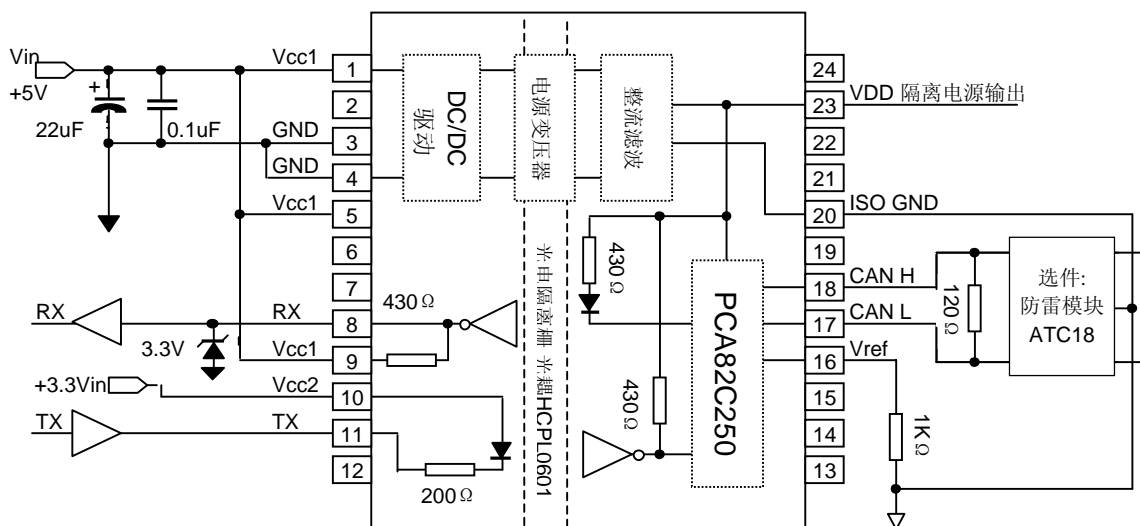 Vin
+5V
+
22uF
0.1uF
Vcc1
GND
GND
Vcc1
RX
RX
3.3V
Vcc1
+3.3Vin
Vcc2
TX
TX
1
2
3
4
5
6
7
8
9
10
11
12
DC/DC
驱动
电源变压器
整流滤波
430Ω
200Ω
光电隔离栅 光耦HCPL0601
430Ω
430Ω
PCA82C250
24
23
22
21
20
19
18
17
16
15
14
13
VDD 隔离电源输出
ISO GND
CAN H
CAN L
Vref
120Ω
1KΩ
选件:
防雷模块
ATC18